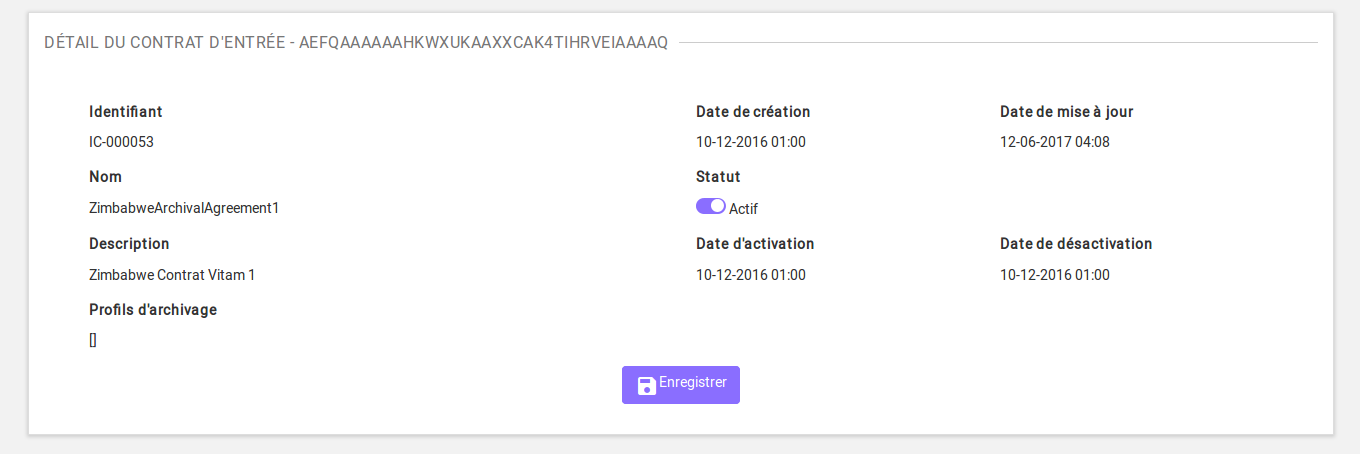 DÉTAIL DU CONTRAT D'ENTRÉE - AEFQAAAAAAHKWXUKAAXXCAK4TIHRVEIAAAAQ
Identifiant
Date de création
Date de mise à jour
IC-000053
10-12-2016 01:00
12-06-2017 04:08
Nom
Statut
ZimbabweArchivalAgreement1
Actif
Description
Date d'activation
Date de désactivation
Zimbabwe Contrat Vitam 1
10-12-2016 01:00
10-12-2016 01:00
Profils d'archivage
[]
Enregistrer